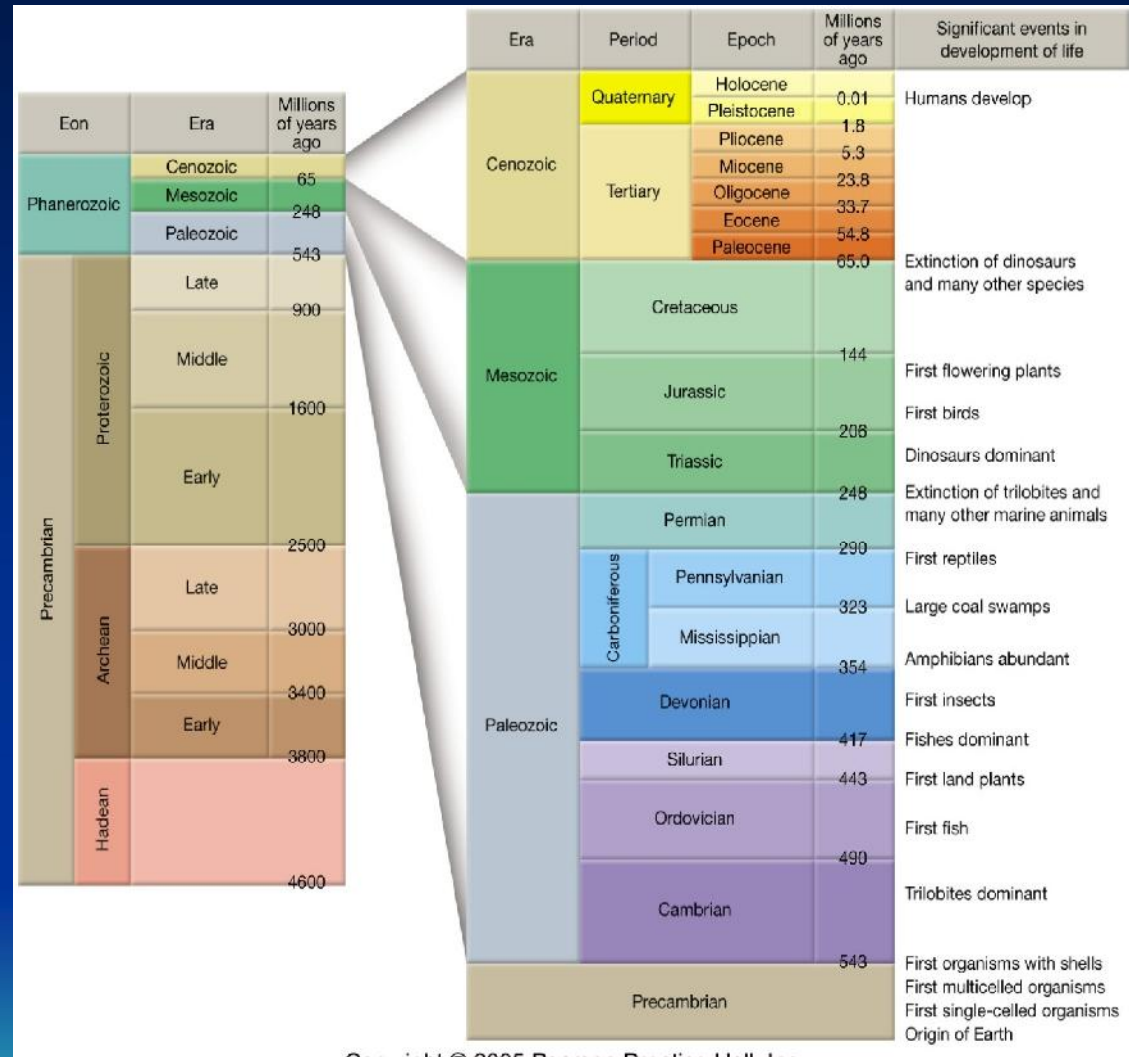 Eon
Era
Millions
of years
ago
Phanerozoic
Cenozoic
65
Mesozoic
248
Paleozoic
543
Precambrian
Proterozoic
Late
900
Middle
1600
Early
2500
Archean
Late
3000
Middle
3400
Early
3800
Hadean
4600
Era
Period
Epoch
Millions
of years
ago
Significant events in
development of life
Cenozoic
Quaternary
Holocene
0.01
Humans develop
Pleistocene
1.8
Tertiary
Pliocene
5.3
Miocene
23.8
Oligocene
33.7
Eocene
54.8
Paleocene
65.0
Extinction of dinosaurs
and many other species
Mesozoic
Cretaceous
144
First flowering plants
Jurassic
First birds
206
Dinosaurs dominant
Triassic
248
Extinction of trilobites and
many other marine animals
Paleozoic
Permian
290
First reptiles
Carboniferous
Pennsylvanian
323
Large coal swamps
Mississippian
Amphibians abundant
354
Devonian
First insects
417
Fishes dominant
Silurian
443
First land plants
Ordovician
First fish
490
Trilobites dominant
Cambrian
543
First organisms with shells
Precambrian
First multicelled organisms
First single-celled organisms
Origin of Earth